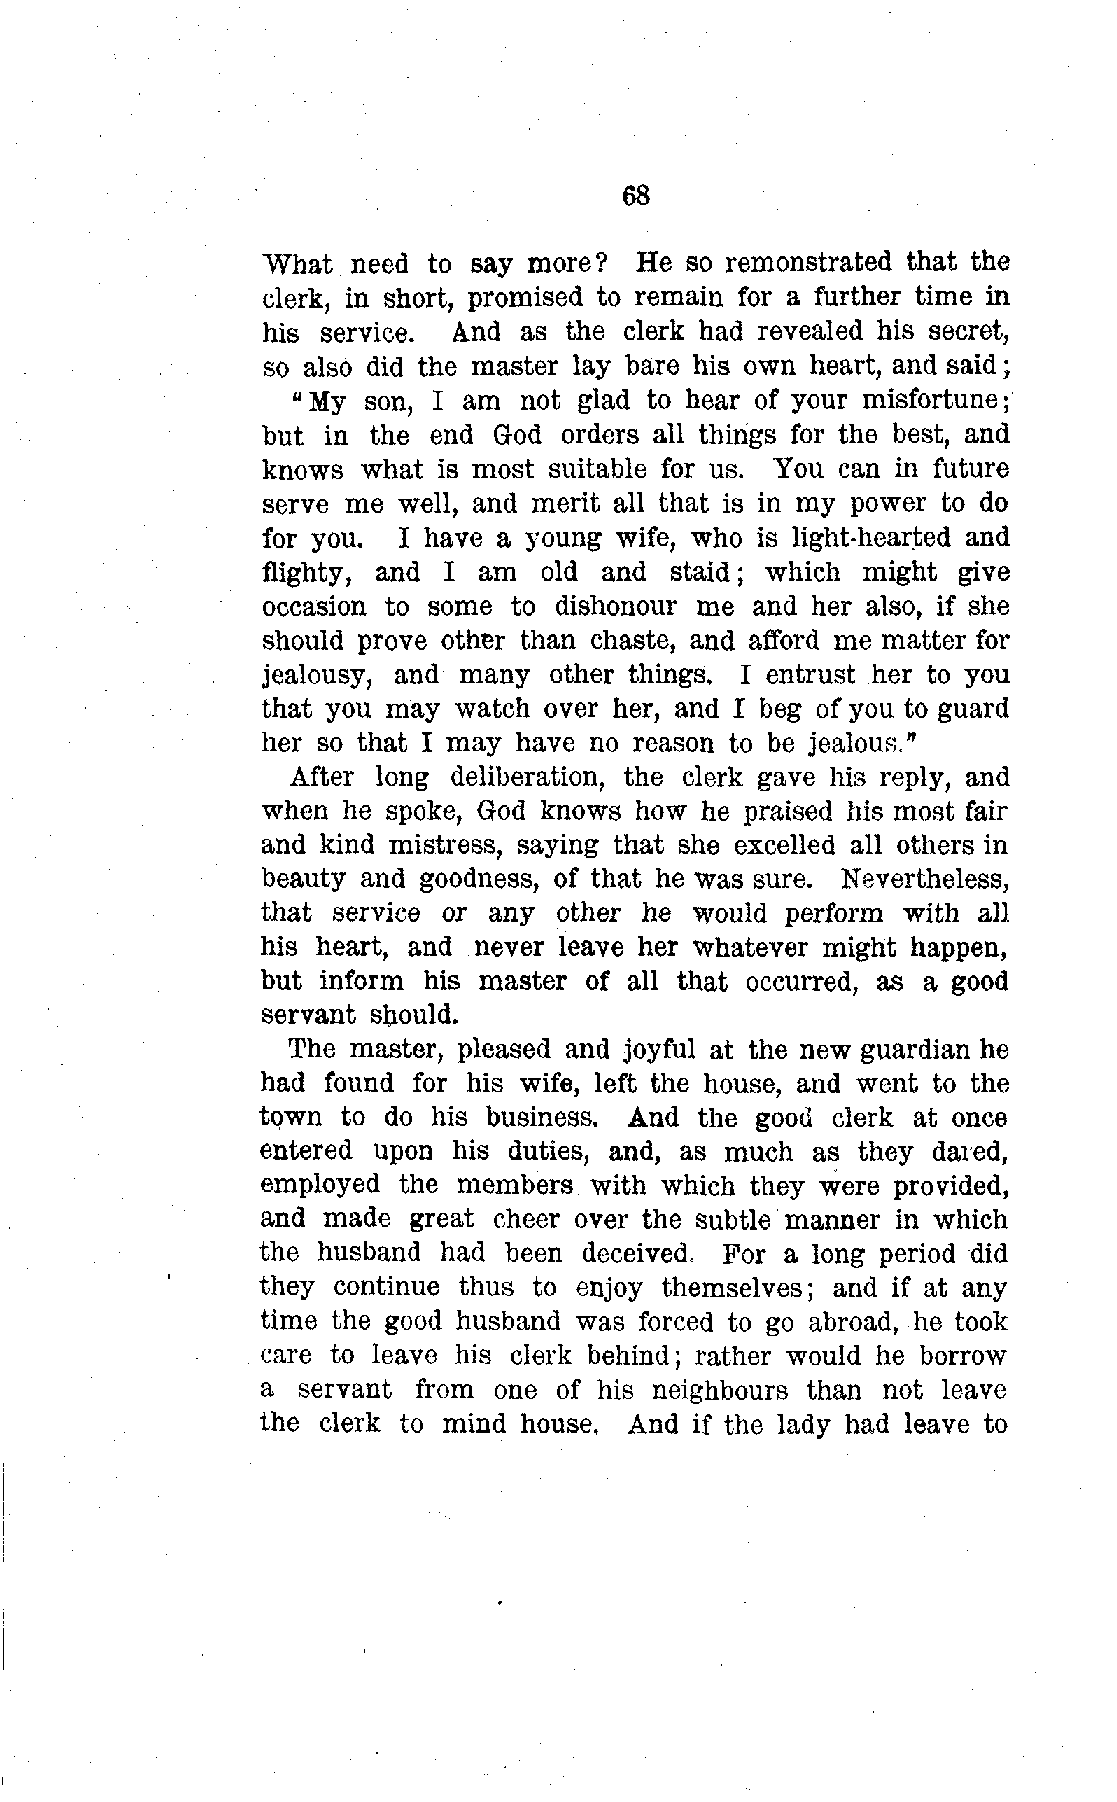 68
What need to say more? He so remonstrated that the
clerk, in short, promised to remain for a further time in
his service. And as the clerk had revealed his secret,
so also did the master lay bare his own heart, and said;
"My son, I am not glad to hear of your misfortune;
but in the end God orders all things for the best, and
knows what is most suitable for us. You can in future
serve me well, and merit all that is in my power to do
for you. I have a young wife, who is light-hearted and
flighty, and I am old and staid; which might give
occasion to some to dishonour me and her also, if she
should prove other than chaste, and afford me matter for
jealousy, and many other things. I entrust her to you
that you may watch over her, and I beg of you to guard
her so that I may have no reason to be jealous."
After long deliberation, the clerk gave his reply, and
when he spoke, God knows how he praised his most fair
and kind mistress, saying that she excelled all others in
beauty and goodness, of that he was sure. Nevertheless,
that service or any other he would perform with all
his heart, and never leave her whatever might happen,
but inform his master of all that occurred, as a good
servant should.
The master, pleased and joyful at the new guardian he
had found for his wife, left the house, and went to the
town to do his business. And the good clerk at once
entered upon his duties, and, as much as they dared,
employed the members with which they were provided,
and made great cheer over the subtle manner in which
the husband had been deceived. For a long period did
they continue thus to enjoy themselves; and if at any
time the good husband was forced to go abroad, he took
care to leave his clerk behind; rather would he borrow
a servant from one of his neighbours than not leave
the clerk to mind house. And if the lady had leave to